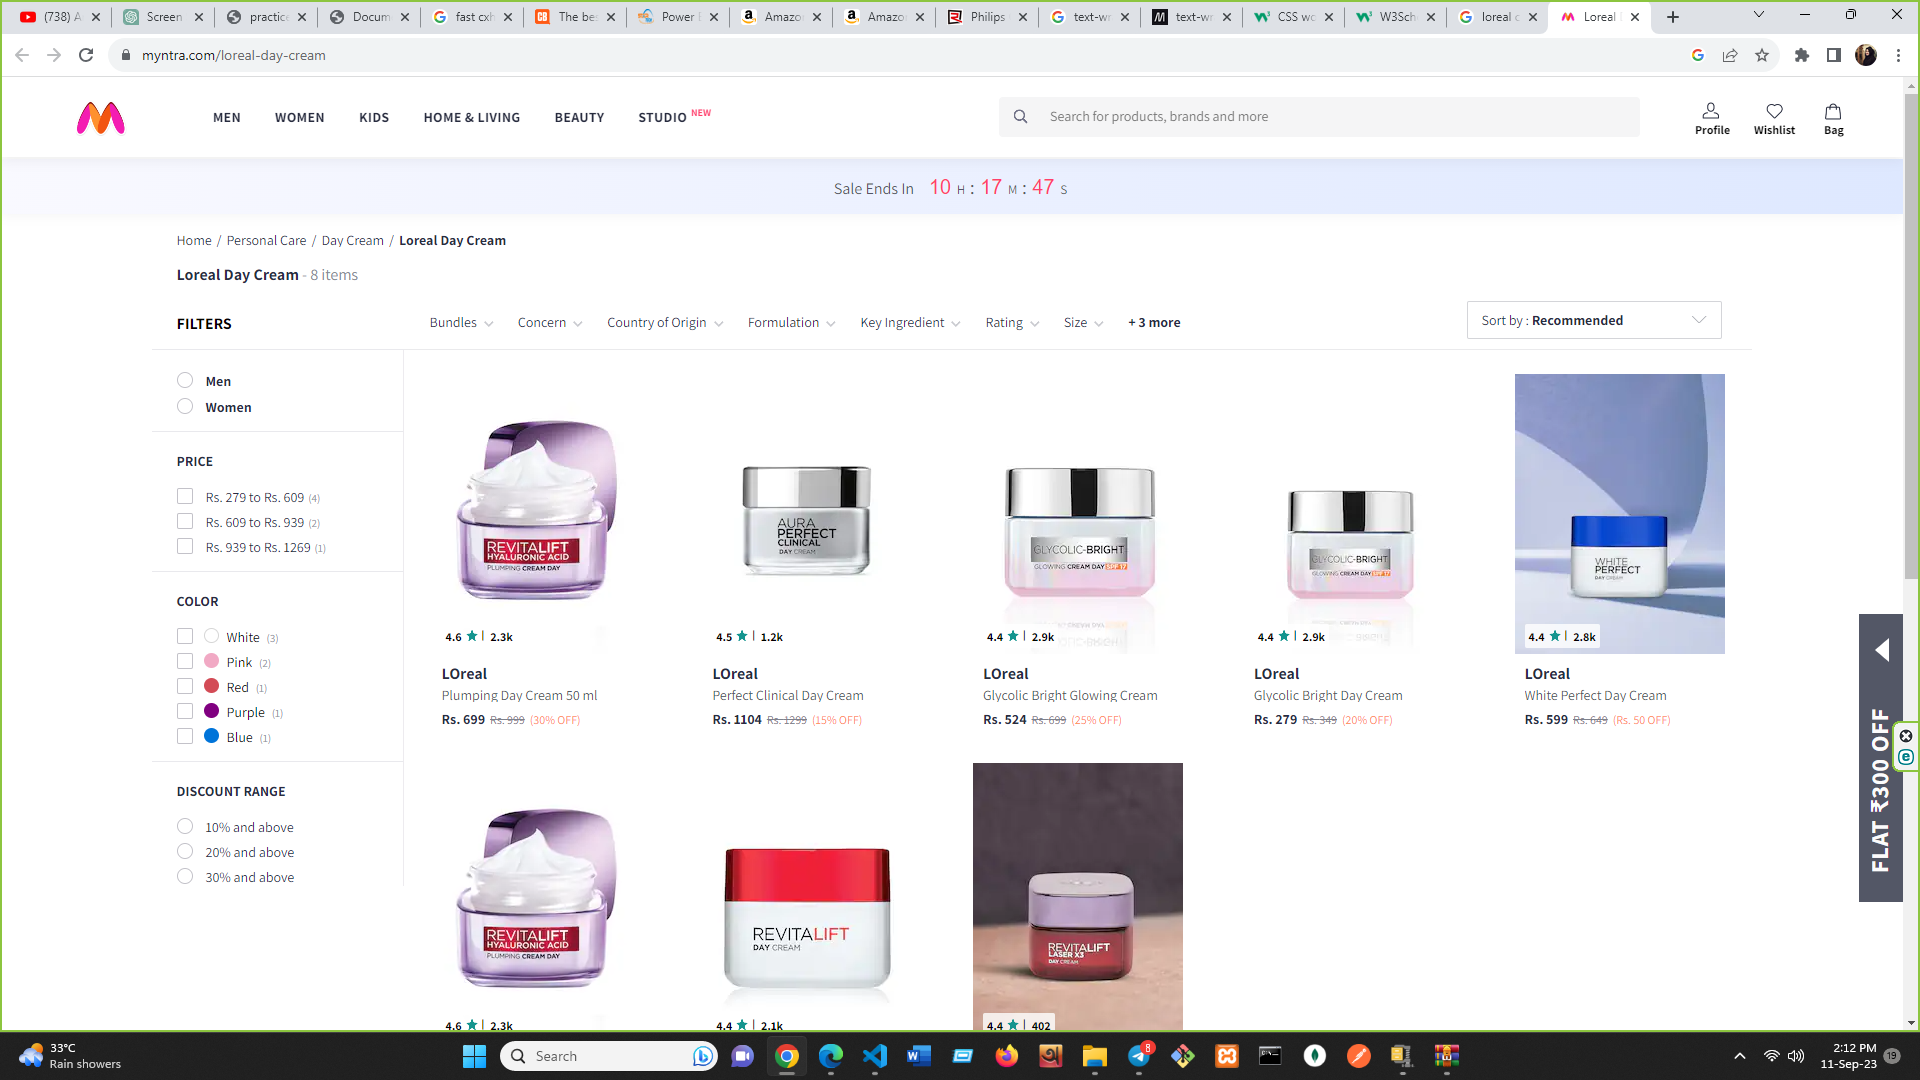 (738) A
Screen
practice
Docum
fast cxh
The bes
Power B
Amazo
Amazo
Philips
text-wr
text-wr
CSS wo
W3Sch
loreal c
Loreal
myntra.com/loreal-day-cream
MEN
WOMEN
KIDS
HOME & LIVING
BEAUTY
STUDIO NEW
Search for products, brands and more
Profile
Wishlist
Bag
Sale Ends In 10 H : 17 M : 47 S
Home / Personal Care / Day Cream / Loreal Day Cream
Loreal Day Cream - 8 items
FILTERS
Bundles
Concern
Country of Origin
Formulation
Key Ingredient
Rating
Size
+ 3 more
Sort by : Recommended
Men
Women
PRICE
Rs. 279 to Rs. 609 (4)
Rs. 609 to Rs. 939 (2)
Rs. 939 to Rs. 1269 (1)
COLOR
White (3)
Pink (2)
Red (1)
Purple (1)
Blue (1)
DISCOUNT RANGE
10% and above
20% and above
30% and above
REVITALIFT
HYALURONIC ACID
PLUMPING CREAM DAY
4.6 ★ | 2.3k
LOreal
Plumping Day Cream 50 ml
Rs. 699 Rs. 999 (30% OFF)
AURA
PERFECT
CLINICAL
DAY CREAM
4.5 ★ | 1.2k
LOreal
Perfect Clinical Day Cream
Rs. 1104 Rs. 1299 (15% OFF)
GLYCOLIC-BRIGHT
GLOWING CREAM DAY SPF 17
4.4 ★ | 2.9k
LOreal
Glycolic Bright Glowing Cream
Rs. 524 Rs. 699 (25% OFF)
GLYCOLIC-BRIGHT
GLOWING CREAM DAY SPF 17
4.4 ★ | 2.9k
LOreal
Glycolic Bright Day Cream
Rs. 279 Rs. 349 (20% OFF)
WHITE
PERFECT
DAY CREAM
4.4 ★ | 2.8k
LOreal
White Perfect Day Cream
Rs. 599 Rs. 649 (Rs. 50 OFF)
REVITALIFT
HYALURONIC ACID
PLUMPING CREAM DAY
4.6 ★ | 2.3k
REVITALIFT
DAY CREAM
4.4 ★ | 2.1k
REVITALIFT
LASER X3
DAY CREAM
4.4 ★ | 402
FLAT ₹300 OFF
33°C
Rain showers
Search
8
2:12 PM
11-Sep-23
19